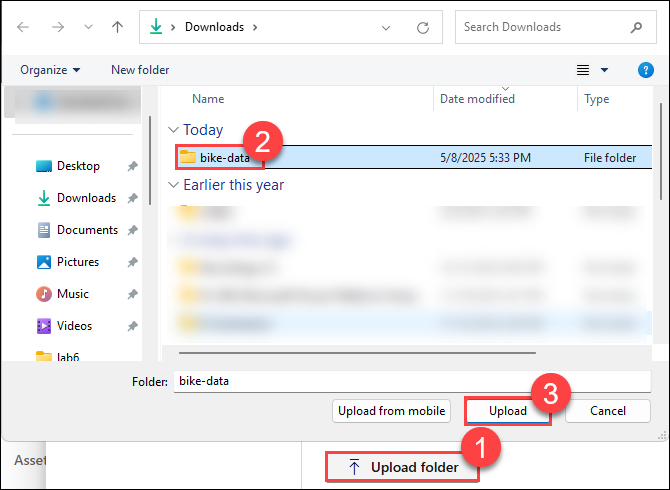 Downloads
Search Downloads
Organize
New folder
Name
Date modified
Type
Today
2
bike-data
5/8/2025 5:33 PM
File folder
Earlier this year
Desktop
Downloads
Documents
Pictures
Music
Videos
lab6
Folder:
bike-data
3
Upload from mobile
Upload
Cancel
1
Asset
Upload folder